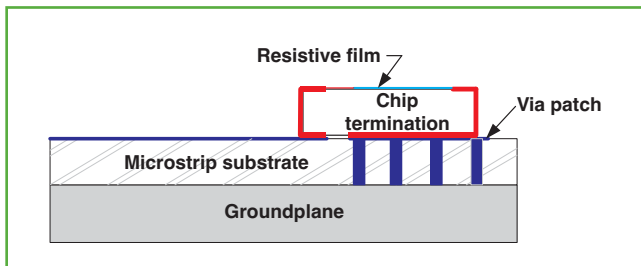 Resistive film
Chip
termination
Via patch
Microstrip substrate
Groundplane